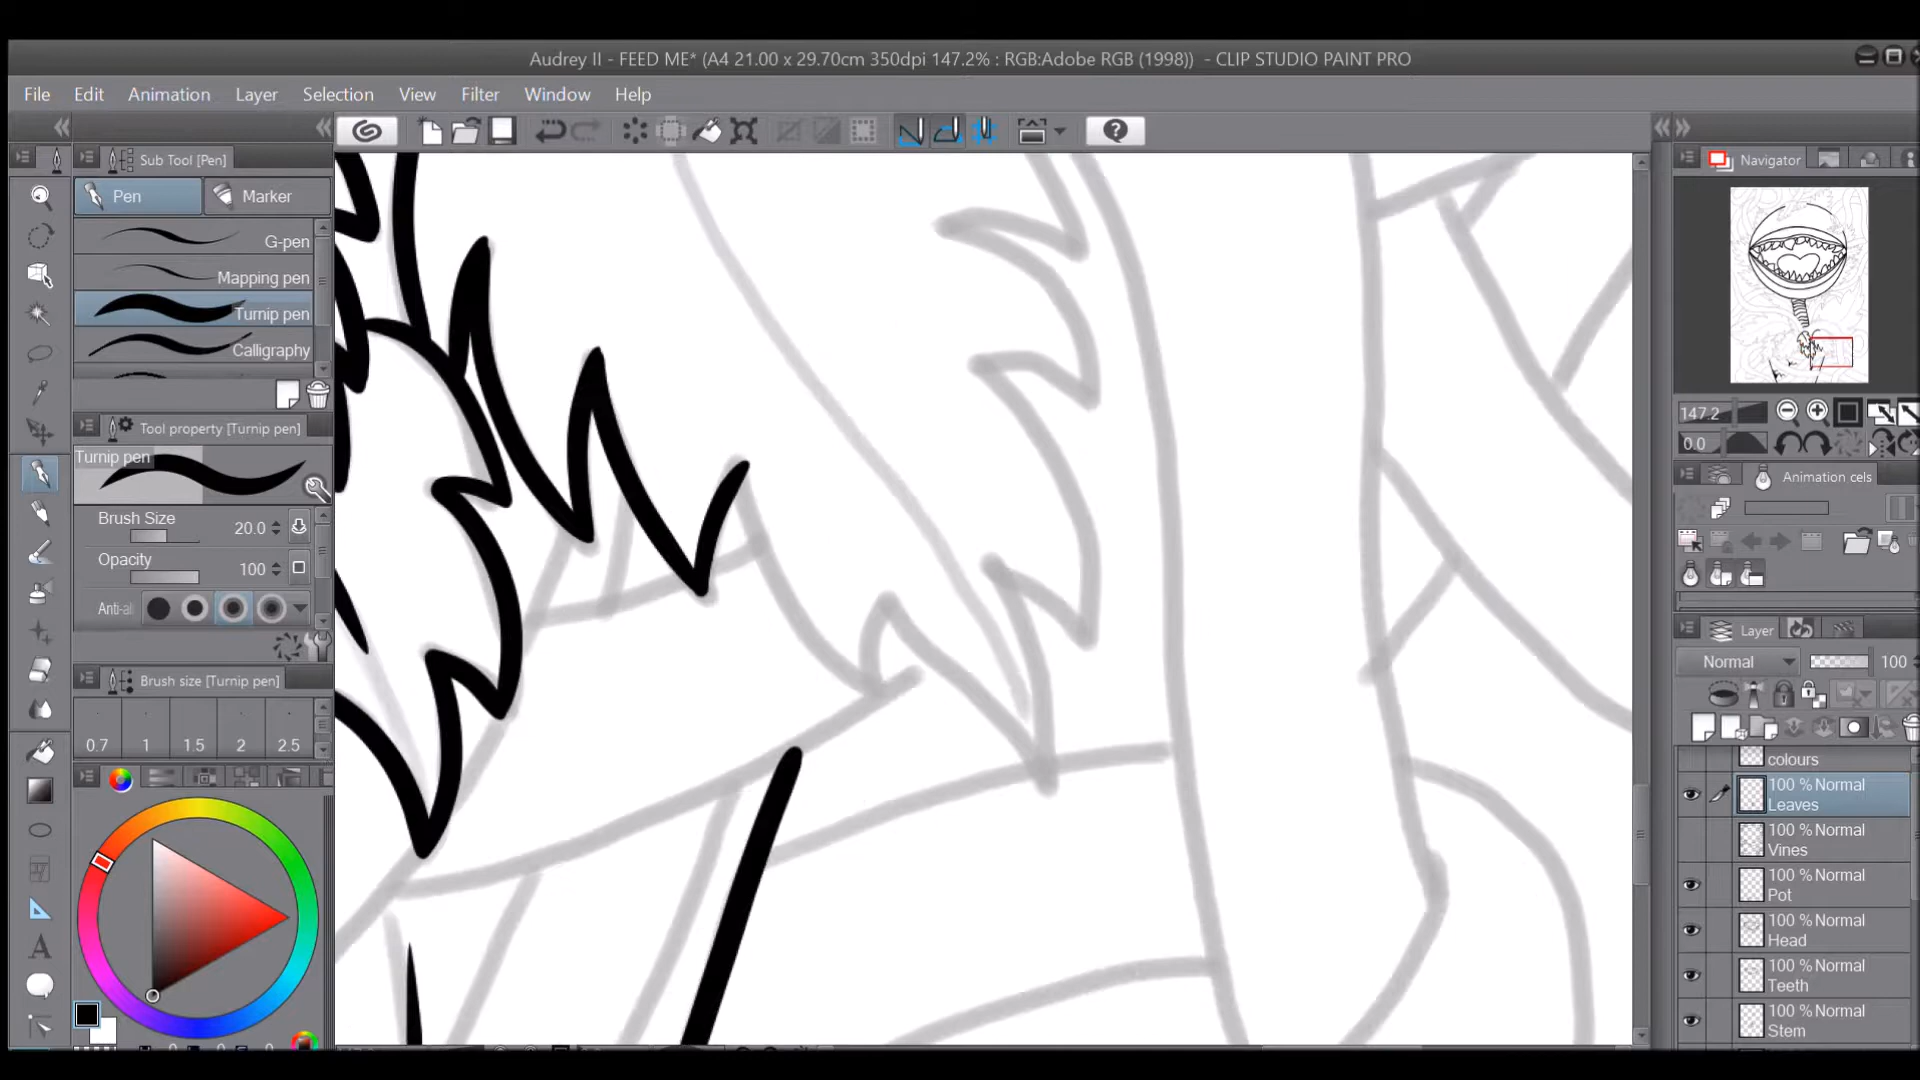 Audrey II - FEED ME* (A4 21.00 x 29.70cm 350dpi 147.2% : RGB:Adobe RGB (1998)) - CLIP STUDIO PAINT PRO
File Edit Animation Layer Selection View Filter Window Help
Sub Tool [Pen]
Navigator
Pen Marker
G-pen
Mapping pen
Turnip pen
Calligraphy
147.2
0.0
Tool property [Turnip pen]
Turnip pen
Animation cels
Brush Size 20.0
Opacity 100
Anti-al
Layer
Normal 100
Brush size [Turnip pen]
0.7 1 1.5 2 2.5
colours
100 % Normal
Leaves
100 % Normal
Vines
100 % Normal
Pot
100 % Normal
Head
100 % Normal
Teeth
100 % Normal
Stem